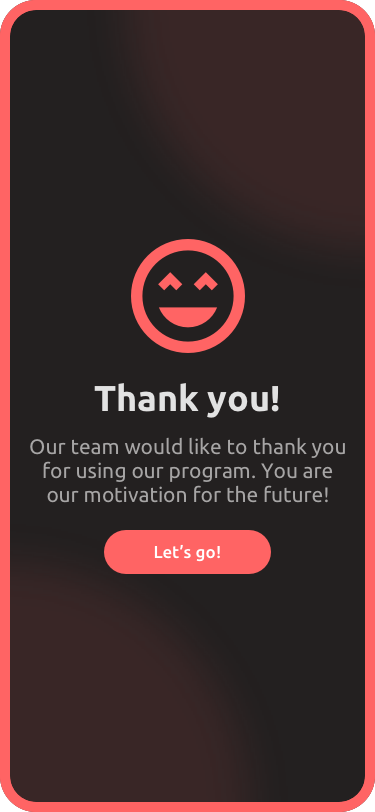 Thank you!
Our team would like to thank you
for using our program. You are
our motivation for the future!
Let’s go!